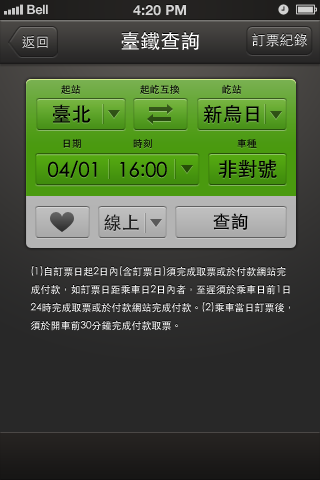 Bell 4:20 PM
返回 臺鐵查詢 訂票紀錄
起站 起屹互換 屹站
臺北 新烏日
日期 時刻 車種
04/01 16:00 非對號
線上 查詢
(1)自訂票日起2日內(含訂票日)須完成取票或於付款網站完
成付款，如訂票日距乘車日2日內者，至遲須於乘車日前1日
24時完成取票或於付款網站完成付款。(2)乘車當日訂票後，
須於開車前30分鐘完成付款取票。